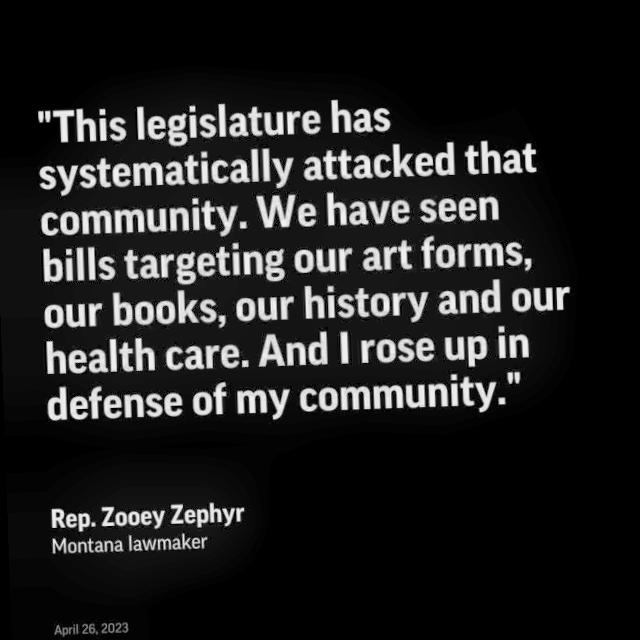 "This legislature has
systematically attacked that
community. We have seen
bills targeting our art forms,
our books, our history and our
health care. And I rose up in
defense of my community."
Rep. Zooey Zephyr
Montana lawmaker
April 26, 2023